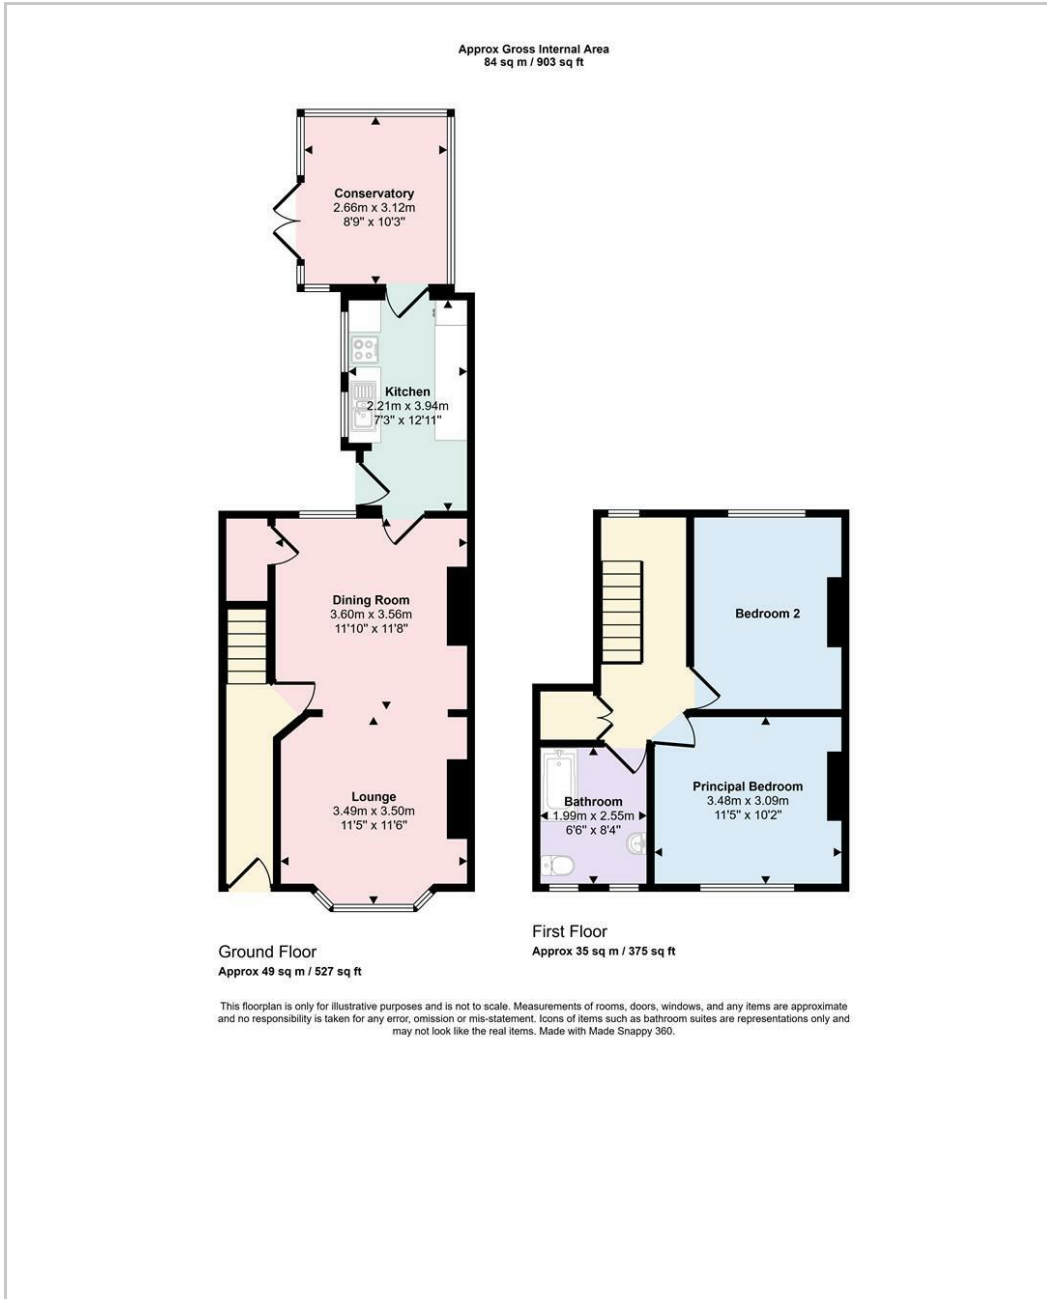 Approx Gross Internal Area
84 sq m / 903 sq ft
Conservatory
2.66m x 3.12m
8'9" x 10'3"
Kitchen
2.21m x 3.94m
7'3" x 12'11"
Dining Room
3.60m x 3.56m
11'10" x 11'8"
Lounge
3.49m x 3.50m
11'5" x 11'6"
Ground Floor
Approx 49 sq m / 527 sq ft
Bedroom 2
Principal Bedroom
3.48m x 3.09m
11'5" x 10'2"
Bathroom
1.99m x 2.55m
6'6" x 8'4"
First Floor
Approx 35 sq m / 375 sq ft
This floorplan is only for illustrative purposes and is not to scale. Measurements of rooms, doors, windows, and any items are approximate
and no responsibility is taken for any error, omission or mis-statement. Icons of items such as bathroom suites are representations only and
may not look like the real items. Made with Made Snappy 360.